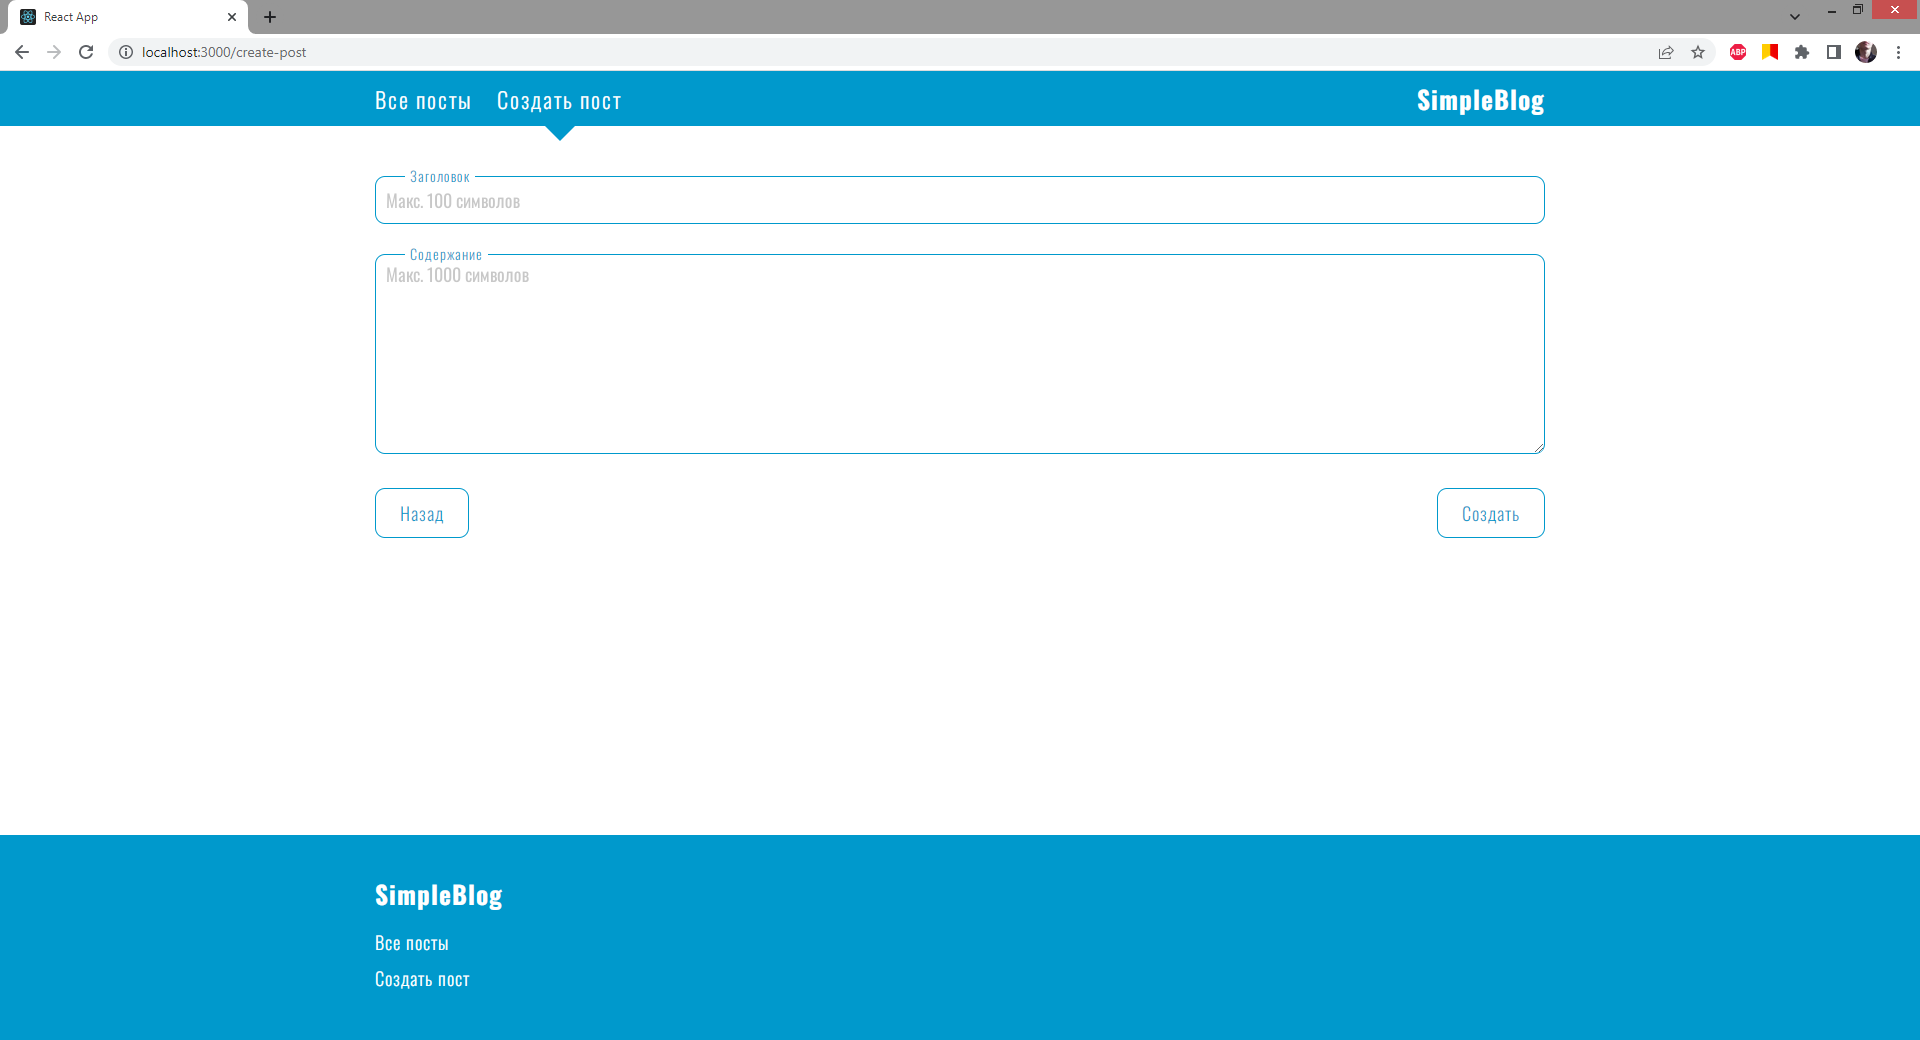 React App
localhost:3000/create-post
ABP
Все посты Создать пост SimpleBlog
Заголовок
Макс. 100 символов
Содержание
Макс. 1000 символов
Назад Создать
SimpleBlog
Все посты
Создать пост